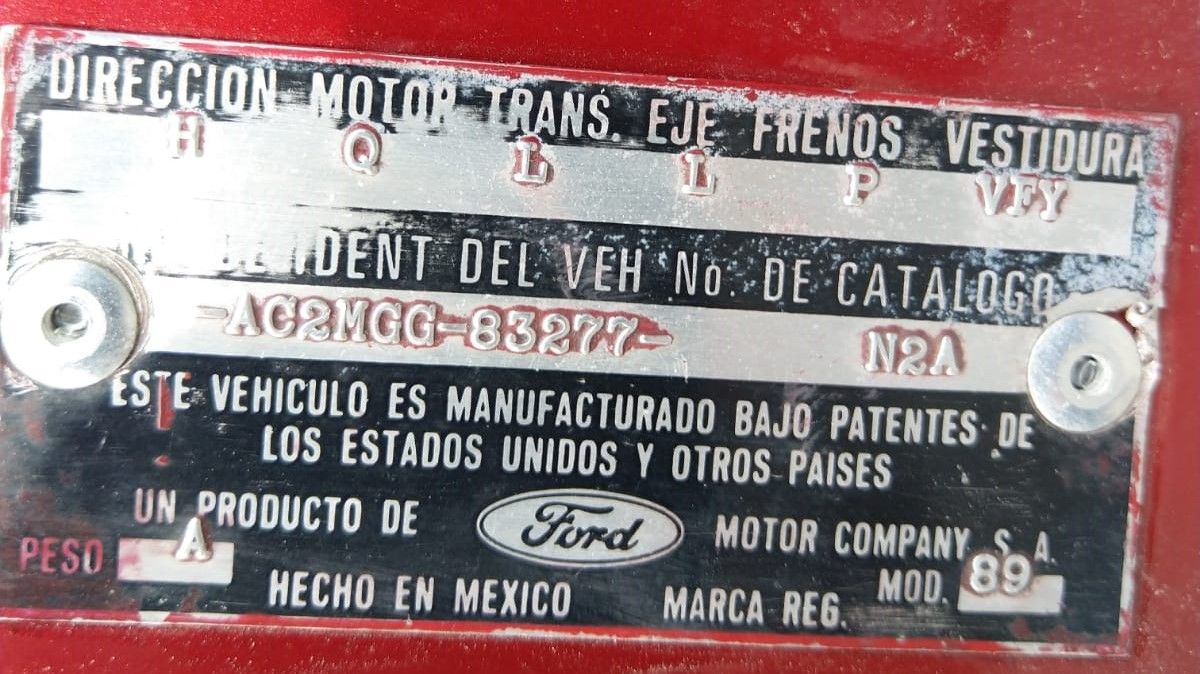 DIRECCION MOTOR TRANS. EJE FRENOS VESTIDURA
H Q L L P VFY
IDENT DEL VEH No. DE CATALOGO
-AC2MGG-83277- N2A
ESTE VEHICULO ES MANUFACTURADO BAJO PATENTES DE
LOS ESTADOS UNIDOS Y OTROS PAISES
UN PRODUCTO DE Ford MOTOR COMPANY S. A.
PESO A HECHO EN MEXICO MARCA REG. MOD. 89